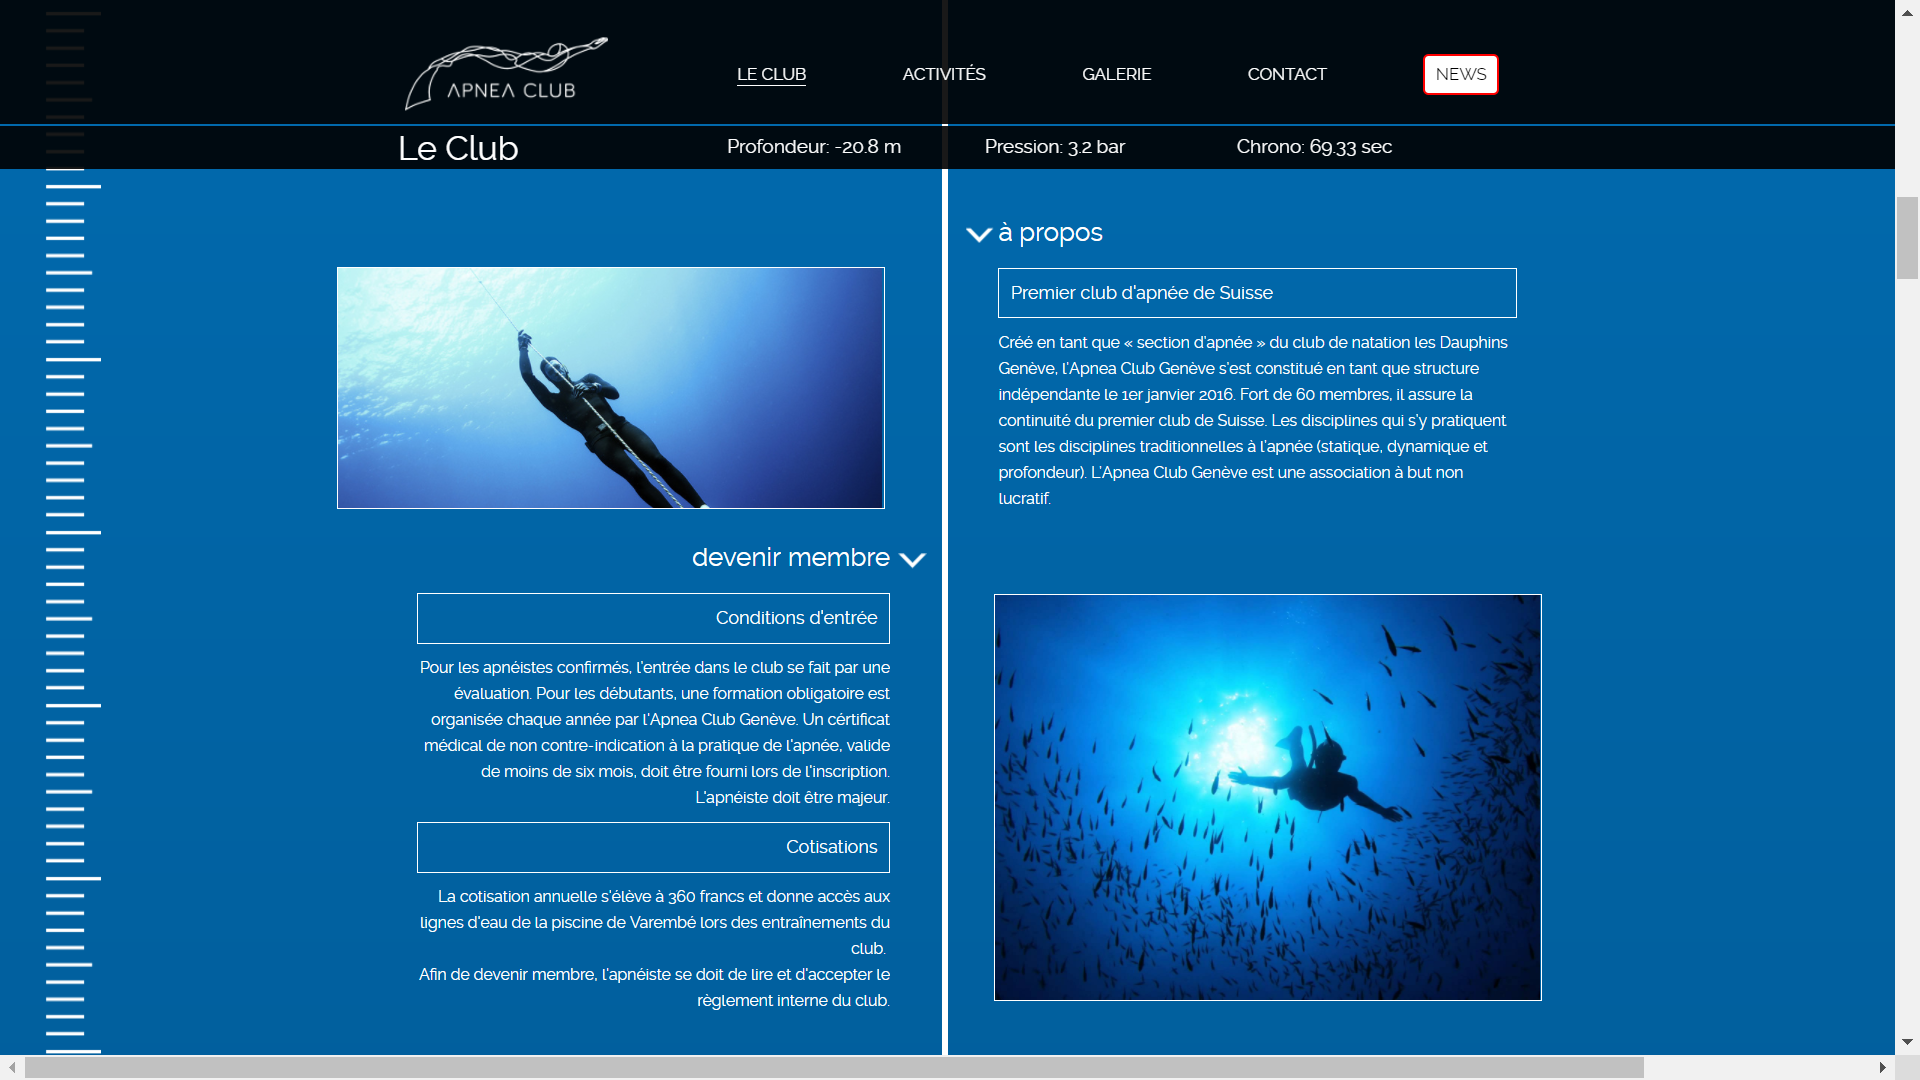 APNEA CLUB
LE CLUB
ACTIVITÉS
GALERIE
CONTACT
NEWS
Le Club
Profondeur: -20.8 m
Pression: 3.2 bar
Chrono: 69.33 sec
à propos
Premier club d'apnée de Suisse
Créé en tant que « section d'apnée » du club de natation les Dauphins
Genève, l'Apnea Club Genève s'est constitué en tant que structure
indépendante le 1er janvier 2016. Fort de 60 membres, il assure la
continuité du premier club de Suisse. Les disciplines qui s'y pratiquent
sont les disciplines traditionnelles à l'apnée (statique, dynamique et
profondeur). L'Apnea Club Genève est une association à but non
lucratif.
devenir membre
Conditions d'entrée
Pour les apnéistes confirmés, l'entrée dans le club se fait par une
évaluation. Pour les débutants, une formation obligatoire est
organisée chaque année par l'Apnea Club Genève. Un cértificat
médical de non contre-indication à la pratique de l'apnée, valide
de moins de six mois, doit être fourni lors de l'inscription.
L'apnéiste doit être majeur.
Cotisations
La cotisation annuelle s'élève à 360 francs et donne accès aux
lignes d'eau de la piscine de Varembé lors des entraînements du
club.
Afin de devenir membre, l'apnéiste se doit de lire et d'accepter le
règlement interne du club.